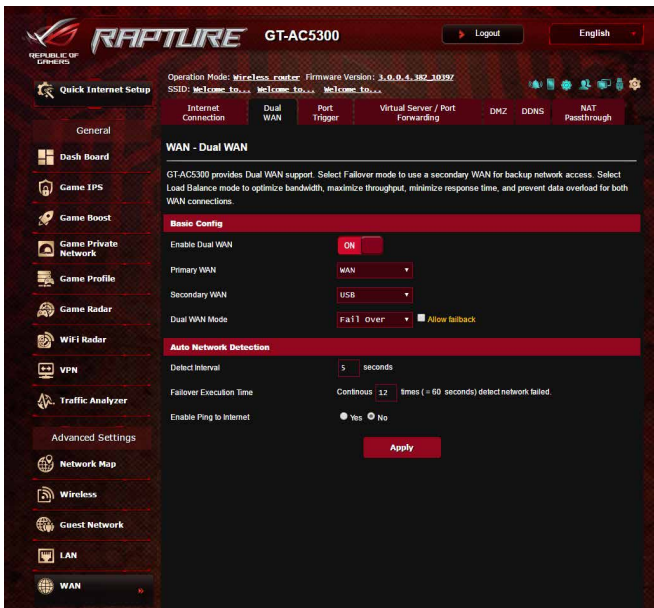 REPUBLIC OF
GAMERS
RAPTURE
GT-AC5300
Logout
English
Quick Internet Setup
Operation Mode: Wireless router Firmware Version: 3.0.0.4.382_10397
SSID: Welcome to... Welcome to... Welcome to...
Internet Connection
Dual WAN
Port Trigger
Virtual Server / Port Forwarding
DMZ
DDNS
NAT Passthrough
General
Dash Board
Game IPS
Game Boost
Game Private
Network
Game Profile
Game Radar
WiFi Radar
VPN
Traffic Analyzer
Advanced Settings
Network Map
Wireless
Guest Network
LAN
WAN
WAN - Dual WAN
GT-AC5300 provides Dual WAN support. Select Failover mode to use a secondary WAN for backup network access. Select
Load Balance mode to optimize bandwidth, maximize throughput, minimize response time, and prevent data overload for both
WAN connections.
Basic Config
Enable Dual WAN
ON
Primary WAN
WAN
Secondary WAN
USB
Dual WAN Mode
Fail Over
Allow failback
Auto Network Detection
Detect Interval
5 seconds
Failover Execution Time
Continous 12 times ( = 60 seconds) detect network failed.
Enable Ping to Internet
Yes No
Apply